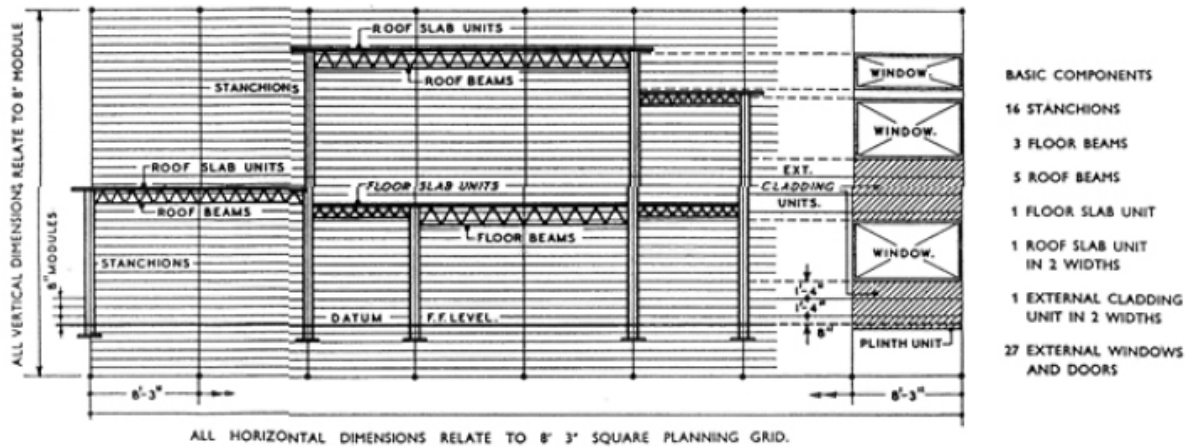 ALL VERTICAL DIMENSIONS RELATE TO 8" MODULE
8" MODULES
ROOF SLAB UNITS
ROOF BEAMS
STANCHIONS
ROOF SLAB UNITS
ROOF BEAMS
STANCHIONS
FLOOR SLAB UNITS
FLOOR BEAMS
DATUM F.F. LEVEL.
WINDOW.
WINDOW.
EXT.
CLADDING
UNITS.
WINDOW.
1'-4"
1'-4"
8"
PLINTH UNIT
8'-3"
8'-3"
ALL HORIZONTAL DIMENSIONS RELATE TO 8' 3" SQUARE PLANNING GRID.
BASIC COMPONENTS
16 STANCHIONS
3 FLOOR BEAMS
5 ROOF BEAMS
1 FLOOR SLAB UNIT
1 ROOF SLAB UNIT
IN 2 WIDTHS
1 EXTERNAL CLADDING
UNIT IN 2 WIDTHS
27 EXTERNAL WINDOWS
AND DOORS